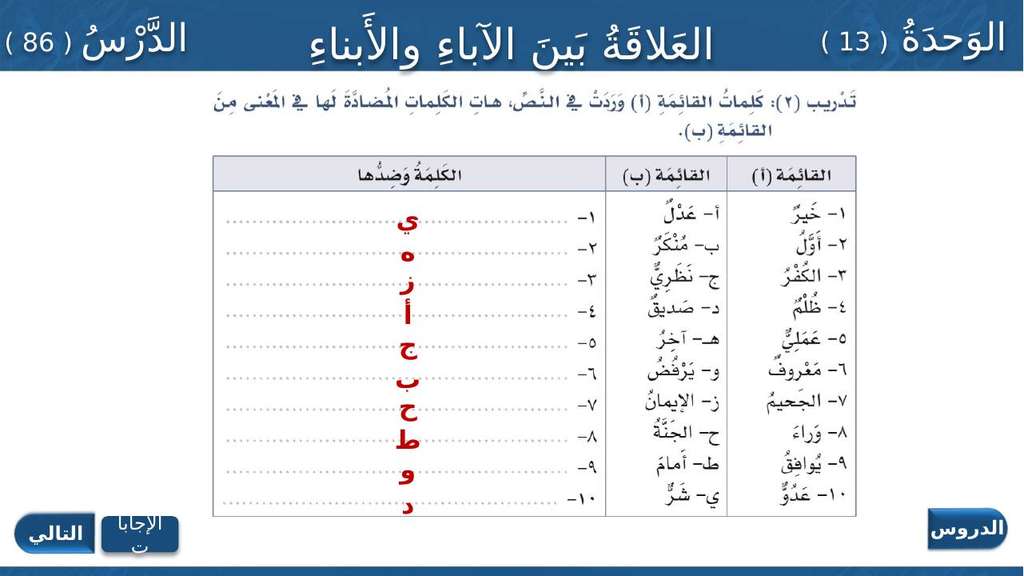 الوَحدَةُ ( 13 )
العَلاقَةُ بَينَ الآباءِ والأَبناءِ
الدَّرْسُ ( 86 )
تَدْريب (٢): كَلِماتُ القائِمَةِ (أ) وَرَدَتْ في النَّصِّ، هاتِ الكَلِماتِ المُضادَّةَ لَها في المَعْنى مِنَ
القائِمَةِ (ب).
القائِمَة (أ) القائِمَة (ب) الكَلِمَةُ وَضِدُّها
١- خَيرٌ أ- عَدْلٌ ١- ........ ي
٢- أَوَّلُ ب- مُنْكَرٌ ٢- ........ ه
٣- الكُفْرُ ج- نَظَرِيٌّ ٣- ........ ز
٤- ظُلْمٌ د- صَديقٌ ٤- ........ أ
٥- عَمَلِيٌّ هـ- آخِرُ ٥- ........ ج
٦- مَعْروفٌ و- يَرْفُضُ ٦- ........ ب
٧- الجَحيمُ ز- الإيمانُ ٧- ........ ح
٨- وَراءَ ح- الجَنَّةُ ٨- ........ ط
٩- يُوافِقُ ط- أَمامَ ٩- ........ و
١٠- عَدُوٌّ ي- شَرٌّ ١٠- ........ د
الدروس
الإجابا
ت
التالي